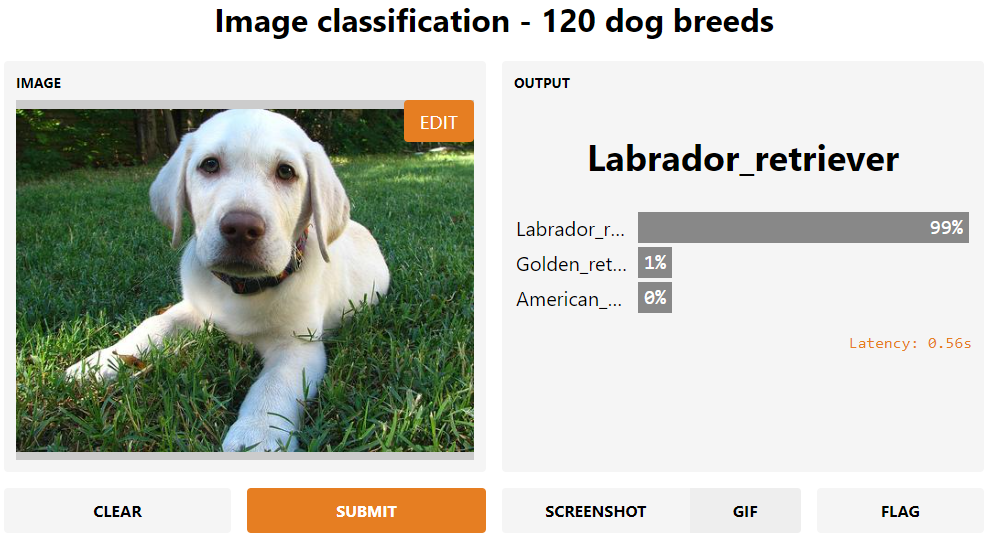 Image classification - 120 dog breeds
IMAGE
EDIT
OUTPUT
Labrador_retriever
Labrador_r... 99%
Golden_ret... 1%
American_... 0%
Latency: 0.56s
CLEAR
SUBMIT
SCREENSHOT
GIF
FLAG